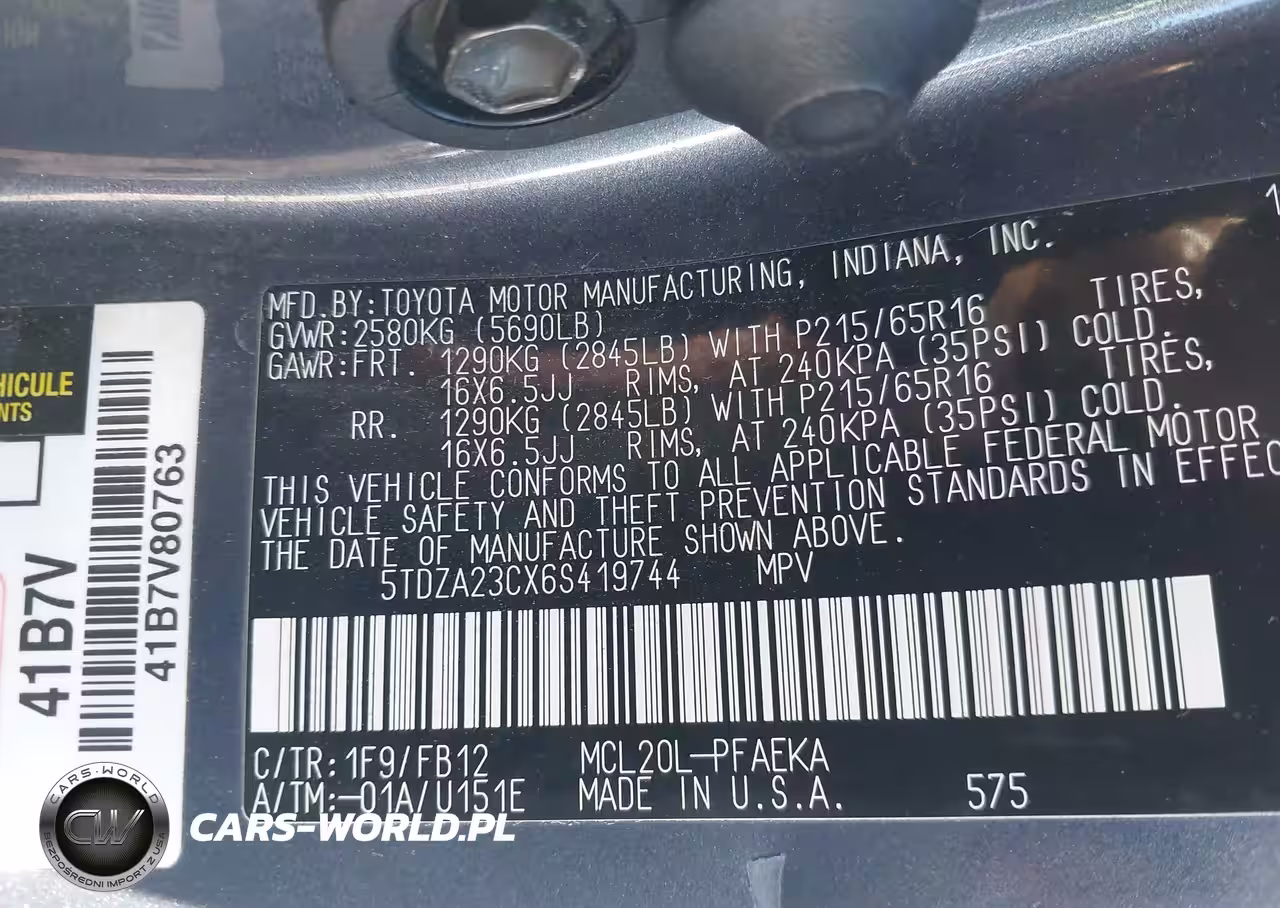 MFD.BY:TOYOTA MOTOR MANUFACTURING, INDIANA, INC.
GVWR:2580KG (5690LB)
GAWR:FRT. 1290KG (2845LB) WITH P215/65R16 TIRES,
16X6.5JJ RIMS, AT 240KPA (35PSI) COLD.
RR. 1290KG (2845LB) WITH P215/65R16 TIRES,
16X6.5JJ RIMS, AT 240KPA (35PSI) COLD.
THIS VEHICLE CONFORMS TO ALL APPLICABLE FEDERAL MOTOR
VEHICLE SAFETY AND THEFT PREVENTION STANDARDS IN EFFEC
THE DATE OF MANUFACTURE SHOWN ABOVE.
5TDZA23CX6S419744 MPV
C/TR:1F9/FB12 MCL20L-PFAEKA
A/TM:-01A/U151E MADE IN U.S.A. 575
HICULE
NTS
41B7V
41B7V80763
CARS-WORLD
CW
BEZPOŚREDNI IMPORT Z USA
CARS-WORLD.PL